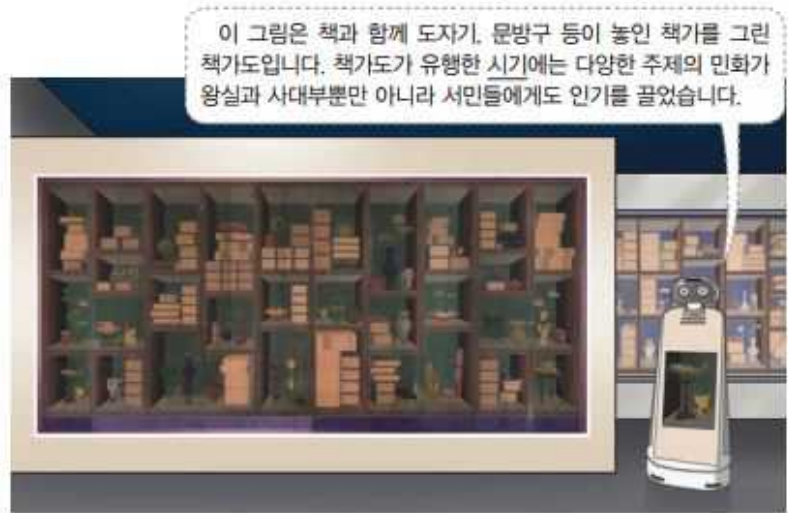 이 그림은 책과 함께 도자기, 문방구 등이 놓인 책가를 그린
책가도입니다. 책가도가 유행한 시기에는 다양한 주제의 민화가
왕실과 사대부뿐만 아니라 서민들에게도 인기를 끌었습니다.